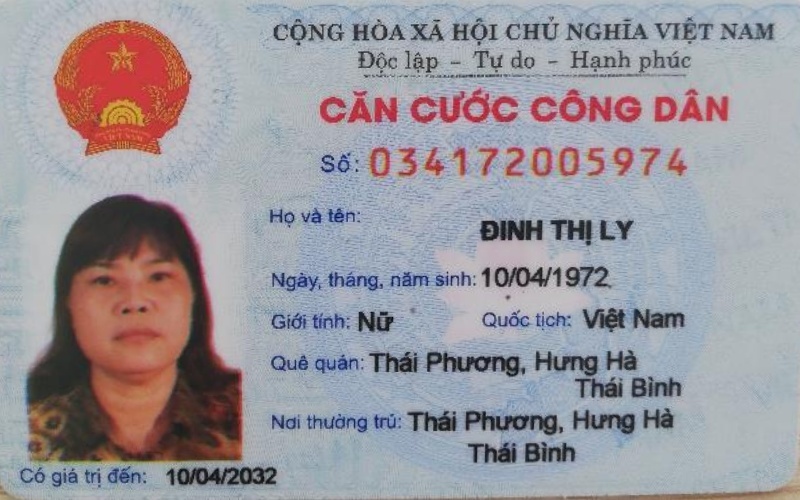 CỘNG HÒA XÃ HỘI CHỦ NGHĨA VIỆT NAM
Độc lập - Tự do - Hạnh phúc
CĂN CƯỚC CÔNG DÂN
Số: 034172005974
Họ và tên:
ĐINH THỊ LY
Ngày, tháng, năm sinh: 10/04/1972
Giới tính: Nữ Quốc tịch: Việt Nam
Quê quán: Thái Phương, Hưng Hà
Thái Bình
Nơi thường trú: Thái Phương, Hưng Hà
Thái Bình
Có giá trị đến: 10/04/2032